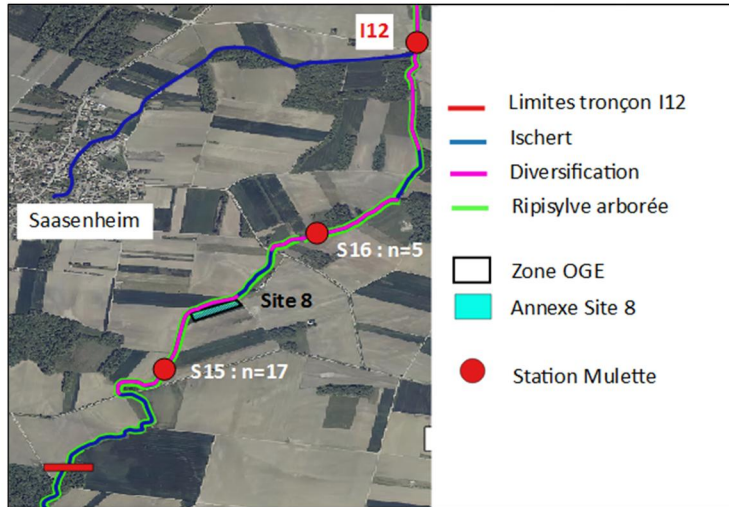 I12
Saasenheim
S16 : n=5
Site 8
S15 : n=17
Limites tronçon I12
Ischert
Diversification
Ripisylve arborée
Zone OGE
Annexe Site 8
Station Mulette